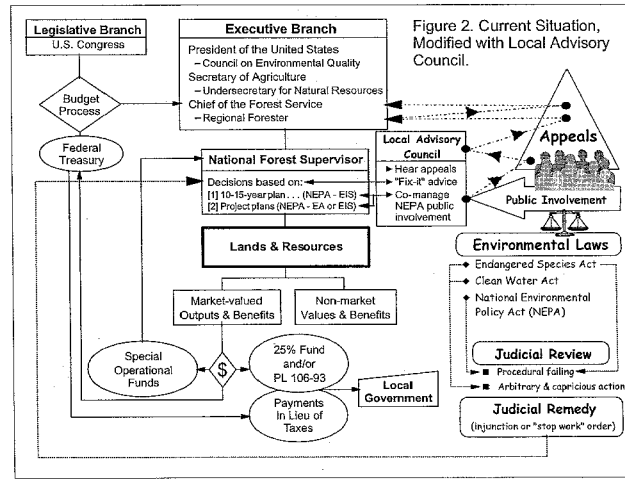 Legislative Branch
U.S. Congress
Executive Branch
President of the United States
– Council on Environmental Quality
Secretary of Agriculture
– Undersecretary for Natural Resources
Chief of the Forest Service
– Regional Forester
Figure 2. Current Situation,
Modified with Local Advisory
Council.
Budget
Process
Federal
Treasury
Appeals
Local Advisory
Council
Hear appeals
"Fix-it" advice
Co-manage
NEPA public
involvement
National Forest Supervisor
Decisions based on:
[1] 10-15-year plan . . . (NEPA - EIS)
[2] Project plans (NEPA - EA or EIS)
Public Involvement
Lands & Resources
Environmental Laws
Endangered Species Act
Clean Water Act
National Environmental
Policy Act (NEPA)
Market-valued
Outputs & Benefits
Non-market
Values & Benefits
Special
Operational
Funds
$
25% Fund
and/or
PL 106-93
Payments
In Lieu of
Taxes
Local
Government
Judicial Review
Procedural failing
Arbitrary & capricious action
Judicial Remedy
(injunction or "stop work" order)